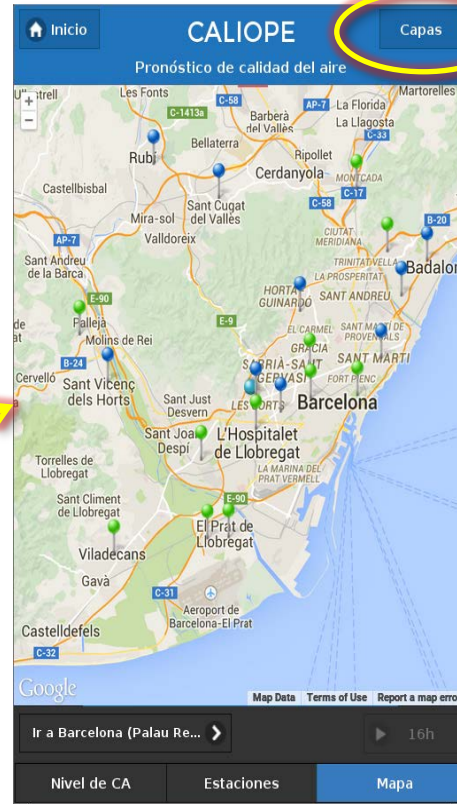 Inicio
CALIOPE
Capas
Pronóstico de calidad del aire
Les Fonts
C-58
AP-7
La Florida
Martorelles
+
C-1413a
Barberà
del Vallès
La Llagosta
−
C-33
Bellaterra
Rubí
Ripollet
Cerdanyola
MONTCADA
Castellbisbal
C-17
Sant Cugat
del Vallès
C-58
Mira-sol
CIUTAT
MERIDIANA
B-20
Valldoreix
AP-7
Sant Andreu
de la Barca
TRINITAT VELLA
Badalon
LA PROSPERITAT
HORTA
GUINARDÓ
SANT ANDREU
E-90
Pallejà
E-9
EL CARMEL
SANT MARTÍ DE
PROVENÇALS
Molins de Rei
GRÀCIA
B-24
SARRIÀ-SANT
GERVASI
SANT MARTÍ
Cervelló
Sant Vicenç
dels Horts
FORT PIENC
Sant Just
Desvern
LES CORTS
Barcelona
Sant Joan
Despí
L'Hospitalet
de Llobregat
Torrelles de
Llobregat
LA MARINA DEL
PRAT VERMELL
Sant Climent
de Llobregat
E-90
El Prat de
Llobregat
Viladecans
Gavà
C-31
Aeroport de
Barcelona-El Prat
Castelldefels
C-32
Google
Map Data
Terms of Use
Report a map erro
Ir a Barcelona (Palau Re...
16h
Nivel de CA
Estaciones
Mapa